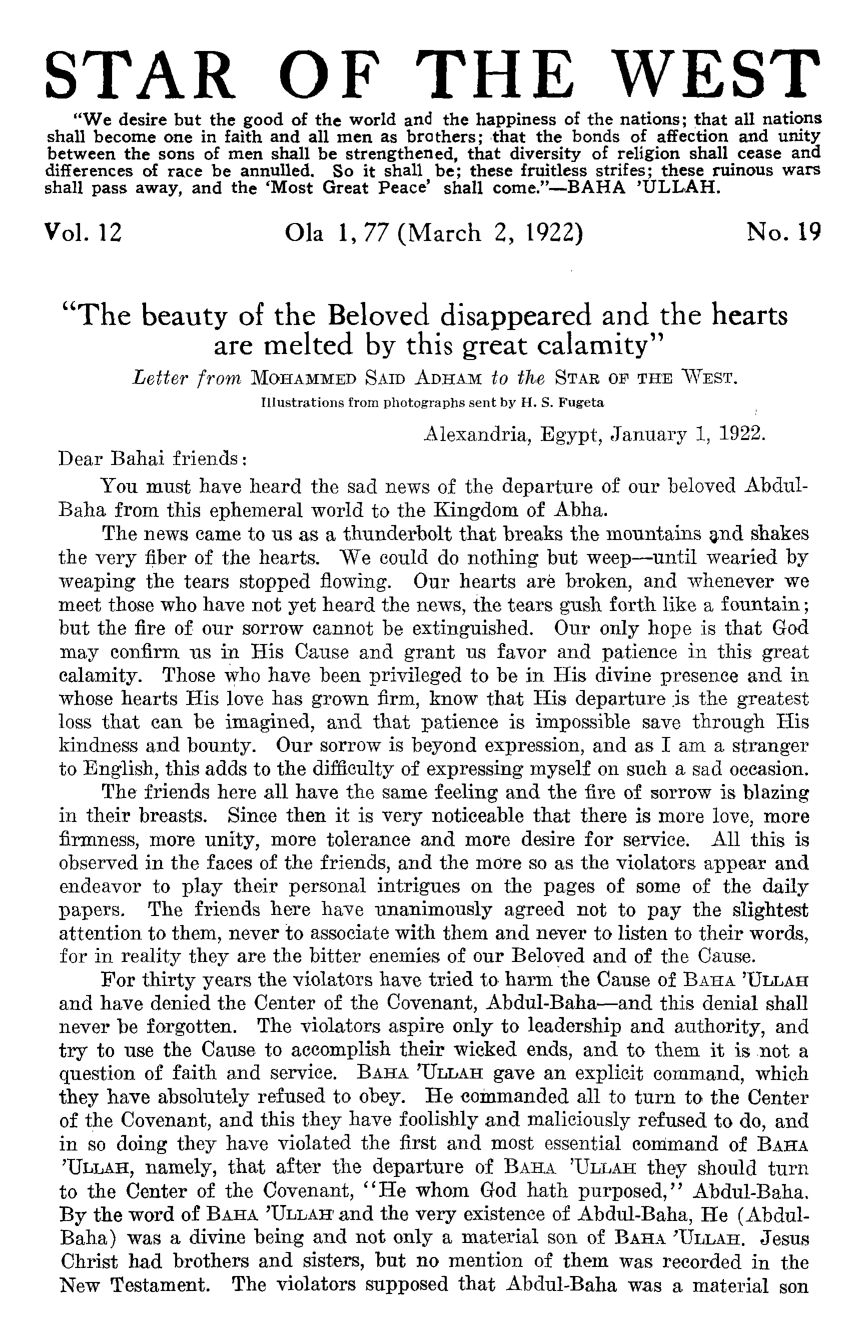 STAR OF THE WEST
"We desire but the good of the world and the happiness of the nations; that all nations
shall become one in faith and all men as brothers; that the bonds of affection and unity
between the sons of men shall be strengthened, that diversity of religion shall cease and
differences of race be annulled. So it shall be; these fruitless strifes; these ruinous wars
shall pass away, and the 'Most Great Peace' shall come."—BAHA 'ULLAH.
Vol. 12 Ola 1, 77 (March 2, 1922) No. 19
"The beauty of the Beloved disappeared and the hearts
are melted by this great calamity"
Letter from MOHAMMED SAID ADHAM to the STAR OF THE WEST.
Illustrations from photographs sent by H. S. Fugeta
Alexandria, Egypt, January 1, 1922.
Dear Bahai friends:
You must have heard the sad news of the departure of our beloved Abdul-
Baha from this ephemeral world to the Kingdom of Abha.
The news came to us as a thunderbolt that breaks the mountains and shakes
the very fiber of the hearts. We could do nothing but weep—until wearied by
weaping the tears stopped flowing. Our hearts are broken, and whenever we
meet those who have not yet heard the news, the tears gush forth like a fountain;
but the fire of our sorrow cannot be extinguished. Our only hope is that God
may confirm us in His Cause and grant us favor and patience in this great
calamity. Those who have been privileged to be in His divine presence and in
whose hearts His love has grown firm, know that His departure is the greatest
loss that can be imagined, and that patience is impossible save through His
kindness and bounty. Our sorrow is beyond expression, and as I am a stranger
to English, this adds to the difficulty of expressing myself on such a sad occasion.
The friends here all have the same feeling and the fire of sorrow is blazing
in their breasts. Since then it is very noticeable that there is more love, more
firmness, more unity, more tolerance and more desire for service. All this is
observed in the faces of the friends, and the more so as the violators appear and
endeavor to play their personal intrigues on the pages of some of the daily
papers. The friends here have unanimously agreed not to pay the slightest
attention to them, never to associate with them and never to listen to their words,
for in reality they are the bitter enemies of our Beloved and of the Cause.
For thirty years the violators have tried to harm the Cause of BAHA 'ULLAH
and have denied the Center of the Covenant, Abdul-Baha—and this denial shall
never be forgotten. The violators aspire only to leadership and authority, and
try to use the Cause to accomplish their wicked ends, and to them it is not a
question of faith and service. BAHA 'ULLAH gave an explicit command, which
they have absolutely refused to obey. He commanded all to turn to the Center
of the Covenant, and this they have foolishly and maliciously refused to do, and
in so doing they have violated the first and most essential command of BAHA
'ULLAH, namely, that after the departure of BAHA 'ULLAH they should turn
to the Center of the Covenant, "He whom God hath purposed," Abdul-Baha.
By the word of BAHA 'ULLAH and the very existence of Abdul-Baha, He (Abdul-
Baha) was a divine being and not only a material son of BAHA 'ULLAH. Jesus
Christ had brothers and sisters, but no mention of them was recorded in the
New Testament. The violators supposed that Abdul-Baha was a material son